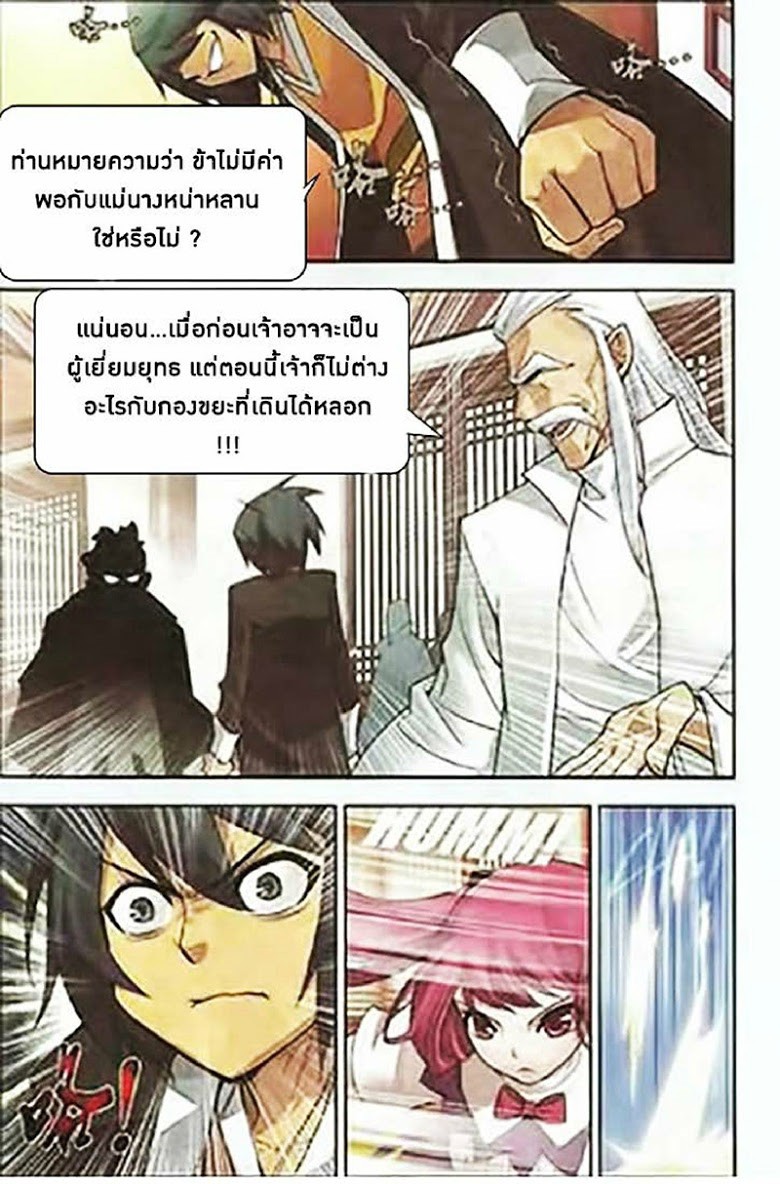 ท่านหมายความว่า ข้าไม่มีค่า
พอกับแม่นางหน่าหลาน
ใช่หรือไม่ ?
แน่นอน...เมื่อก่อนเจ้าอาจจะเป็น
ผู้เยี่ยมยุทธ แต่ตอนนี้เจ้าก็ไม่ต่าง
อะไรกับกองขยะที่เดินได้หลอก
!!!
HUMM!